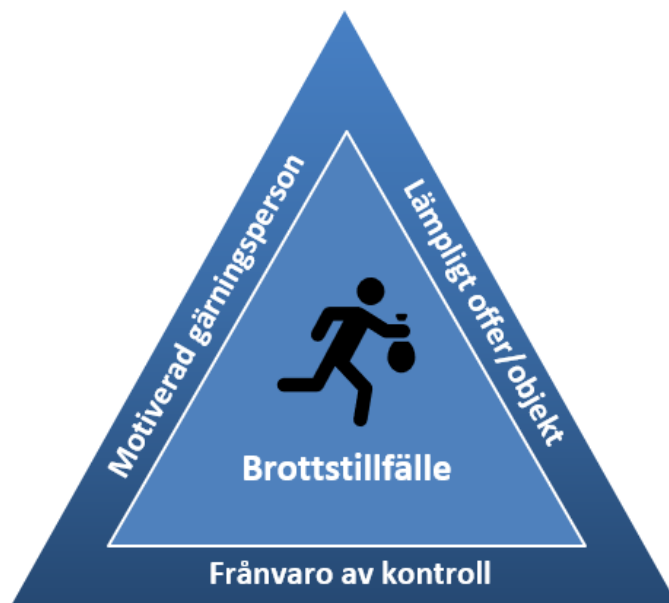 Motiverad gärningsperson
Lämpligt offer/objekt
Brottstillfälle
Frånvaro av kontroll